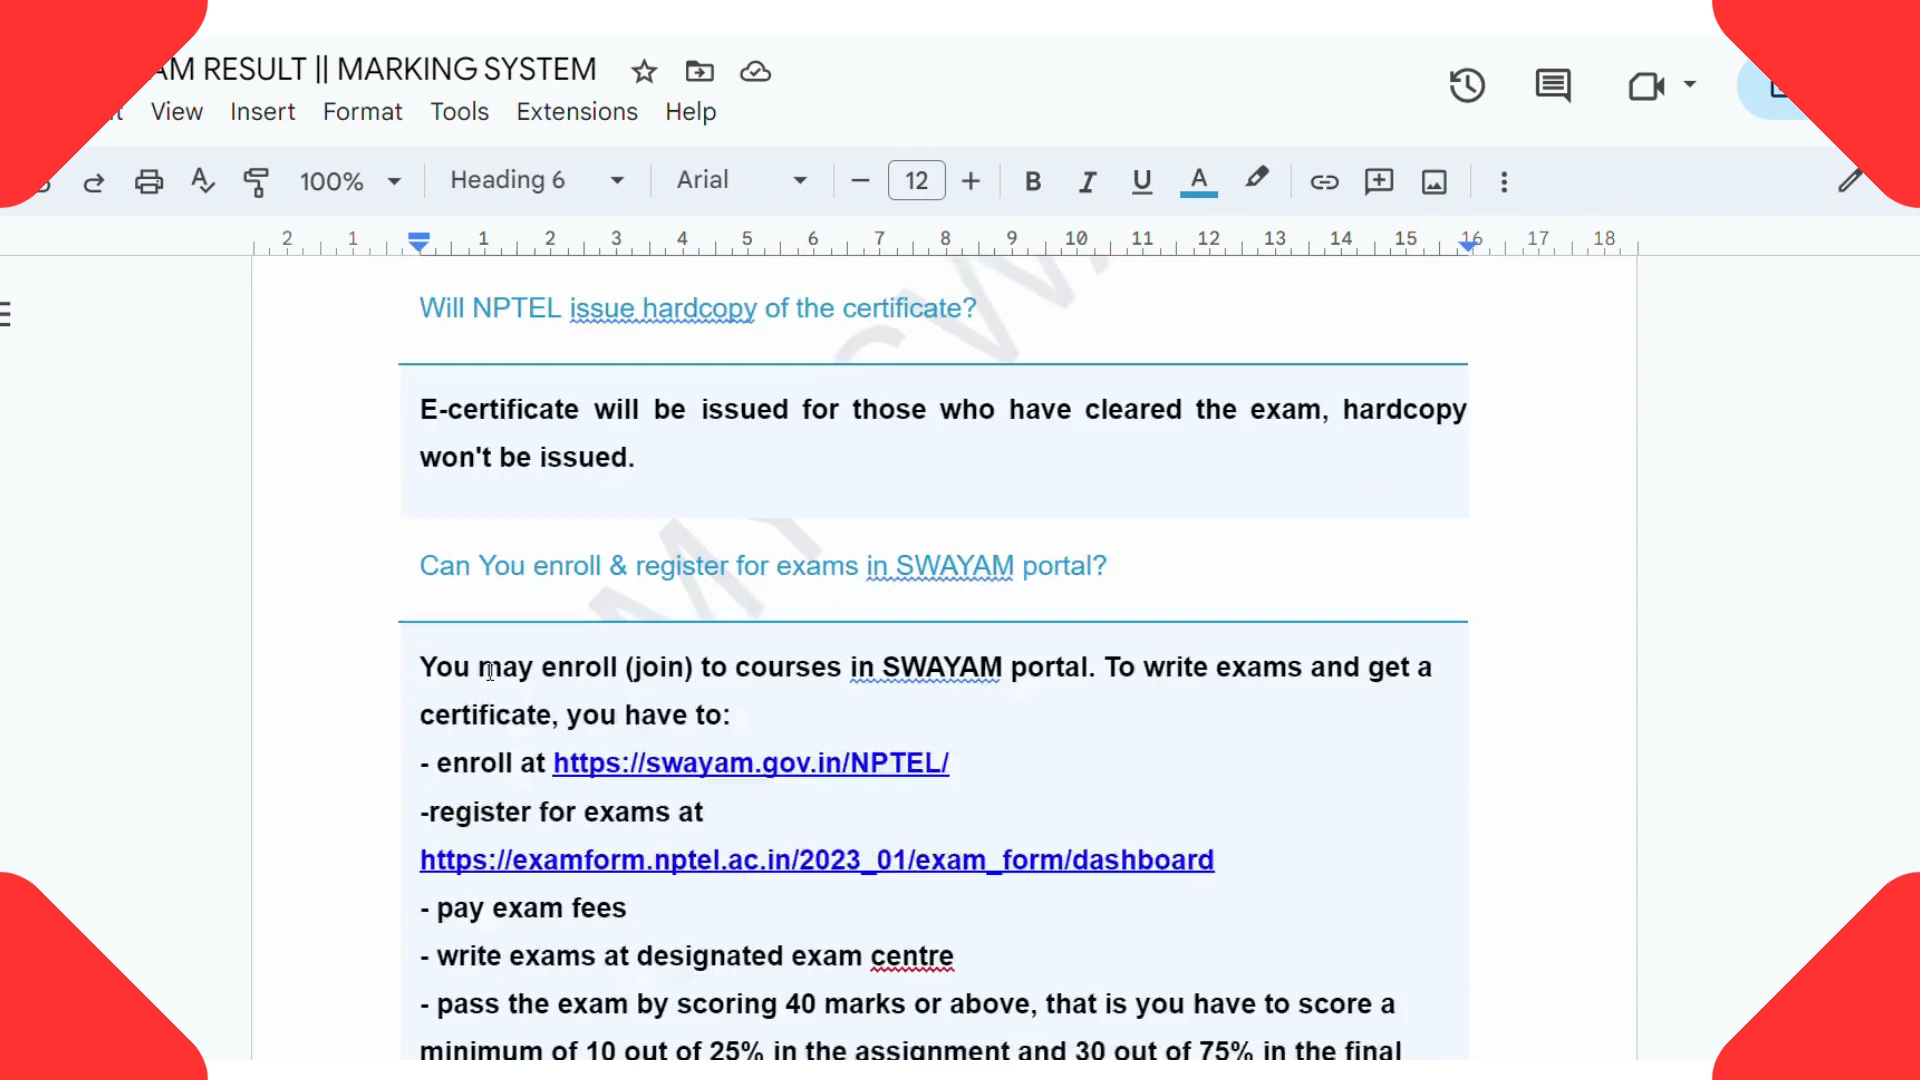 AM RESULT || MARKING SYSTEM
View Insert Format Tools Extensions Help
100% Heading 6 Arial 12 B I U A
2 1 1 2 3 4 5 6 7 8 9 10 11 12 13 14 15 16 17 18
Will NPTEL issue hardcopy of the certificate?
E-certificate will be issued for those who have cleared the exam, hardcopy
won't be issued.
Can You enroll & register for exams in SWAYAM portal?
You may enroll (join) to courses in SWAYAM portal. To write exams and get a
certificate, you have to:
- enroll at https://swayam.gov.in/NPTEL/
-register for exams at
https://examform.nptel.ac.in/2023_01/exam_form/dashboard
- pay exam fees
- write exams at designated exam centre
- pass the exam by scoring 40 marks or above, that is you have to score a
minimum of 10 out of 25% in the assignment and 30 out of 75% in the final